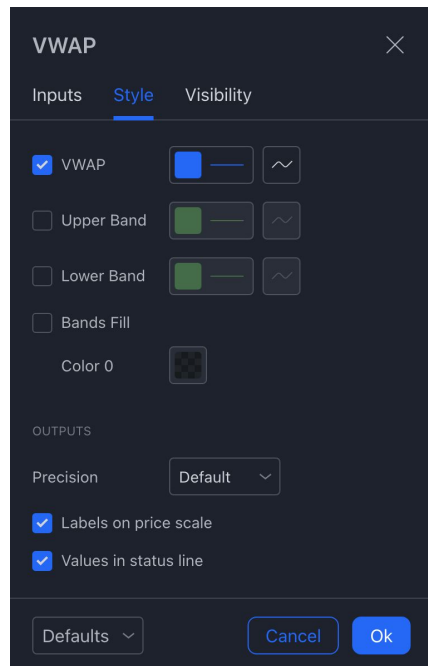 VWAP
Inputs Style Visibility
VWAP
Upper Band
Lower Band
Bands Fill
Color 0
OUTPUTS
Precision Default
Labels on price scale
Values in status line
Defaults Cancel Ok